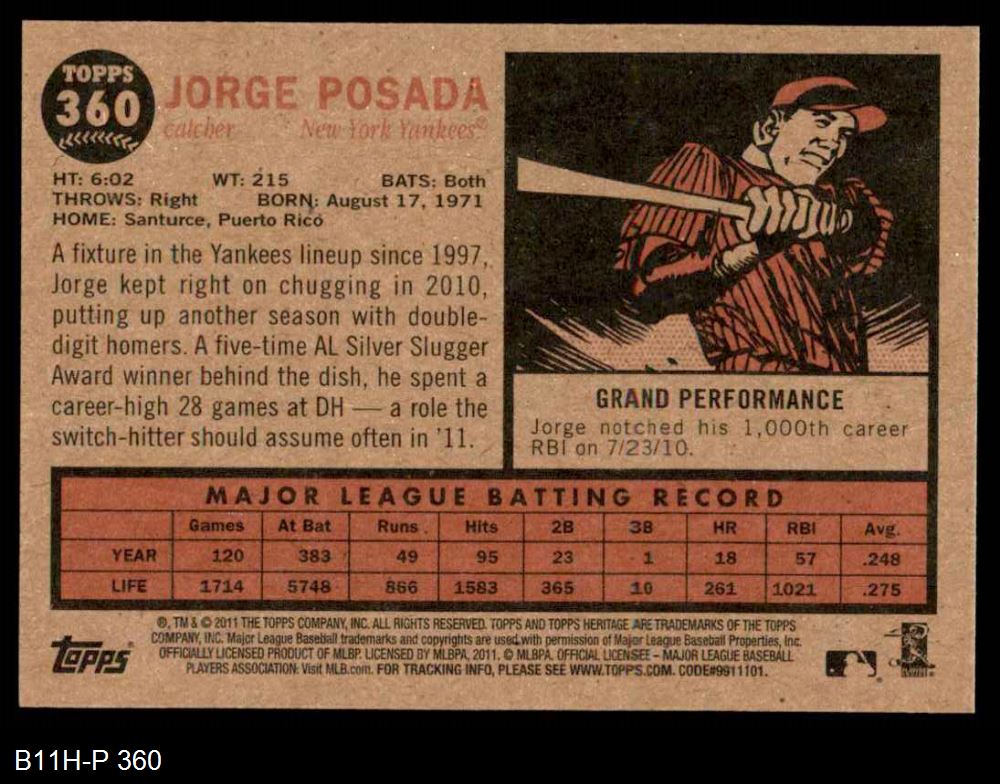 TOPPS
360
JORGE POSADA
catcher New York Yankees®
HT: 6:02 WT: 215 BATS: Both
THROWS: Right BORN: August 17, 1971
HOME: Santurce, Puerto Rico
A fixture in the Yankees lineup since 1997,
Jorge kept right on chugging in 2010,
putting up another season with double-
digit homers. A five-time AL Silver Slugger
Award winner behind the dish, he spent a
career-high 28 games at DH — a role the
switch-hitter should assume often in '11.
GRAND PERFORMANCE
Jorge notched his 1,000th career
RBI on 7/23/10.
MAJOR LEAGUE BATTING RECORD
Games At Bat Runs Hits 2B 3B HR RBI Avg.
YEAR 120 383 49 95 23 1 18 57 .248
LIFE 1714 5748 866 1583 365 10 261 1021 .275
®, TM & © 2011 THE TOPPS COMPANY, INC. ALL RIGHTS RESERVED. TOPPS AND TOPPS HERITAGE ARE TRADEMARKS OF THE TOPPS
COMPANY, INC. Major League Baseball trademarks and copyrights are used with permission of Major League Baseball Properties, Inc.
OFFICIALLY LICENSED PRODUCT OF MLBP. LICENSED BY MLBPA, 2011. © MLBPA. OFFICIAL LICENSEE – MAJOR LEAGUE BASEBALL
PLAYERS ASSOCIATION. Visit MLB.com. FOR TRACKING INFO, PLEASE SEE WWW.TOPPS.COM. CODE#9911101.
Topps
B11H-P 360